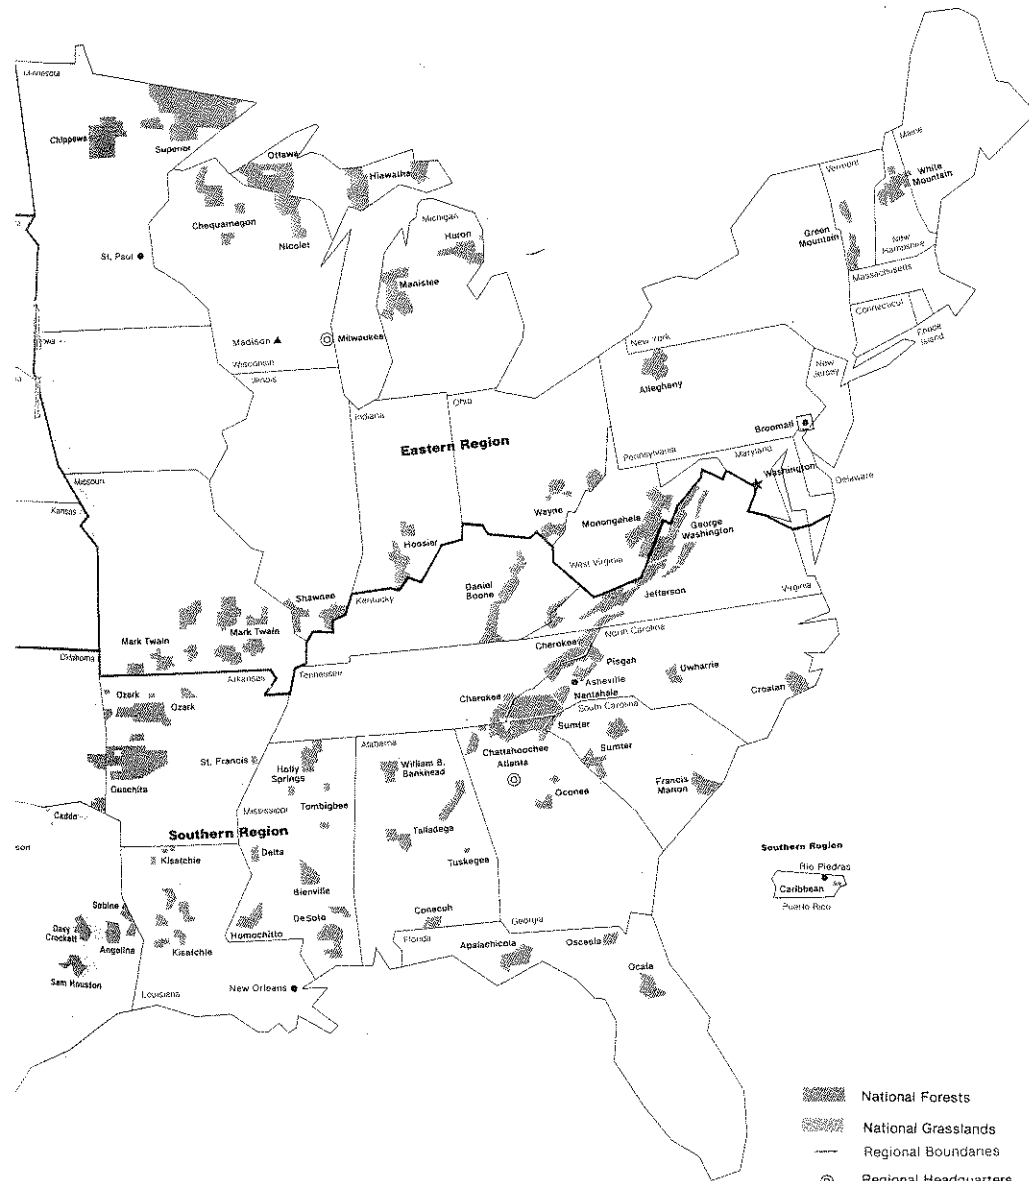 Minnesota
Chippewa
Superior
Ottawa
Hiawatha
Maine
Vermont
White
Mountain
Chequamegon
Nicolet
Michigan
Huron
Green
Mountain
New
Hampshire
St. Paul
Manistee
Massachusetts
Connecticut
Rhode
Island
Madison
Milwaukee
Wisconsin
Illinois
New York
New
Jersey
Allegheny
Indiana
Ohio
Eastern Region
Broomall
Pennsylvania
Maryland
Washington
Delaware
Missouri
Kansas
Wayne
Monongahela
George
Washington
Hoosier
West Virginia
Daniel
Boone
Shawnee
Kentucky
Jefferson
Virginia
Mark Twain
Mark Twain
North Carolina
Cherokee
Pisgah
Uwharrie
Oklahoma
Arkansas
Tennessee
Asheville
Croatan
Ozark
Ozark
Cherokee
Nantahala
South Carolina
Sumter
Sumter
Alabama
Chattahoochee
Atlanta
St. Francis
Holly
Springs
William B.
Bankhead
Ouachita
Francis
Marion
Oconee
Caddo
Mississippi
Tombigbee
Southern Region
Talladega
son
Kisatchie
Delta
Tuskegee
Southern Region
Rio Piedras
Caribbean
Puerto Rico
Bienville
Sabine
Conecuh
DeSoto
Georgia
Davy
Crockett
Angelina
Kisatchie
Homochitto
Florida
Apalachicola
Osceola
Ocala
Sam Houston
Louisiana
New Orleans
National Forests
National Grasslands
Regional Boundaries
Regional Headquarters